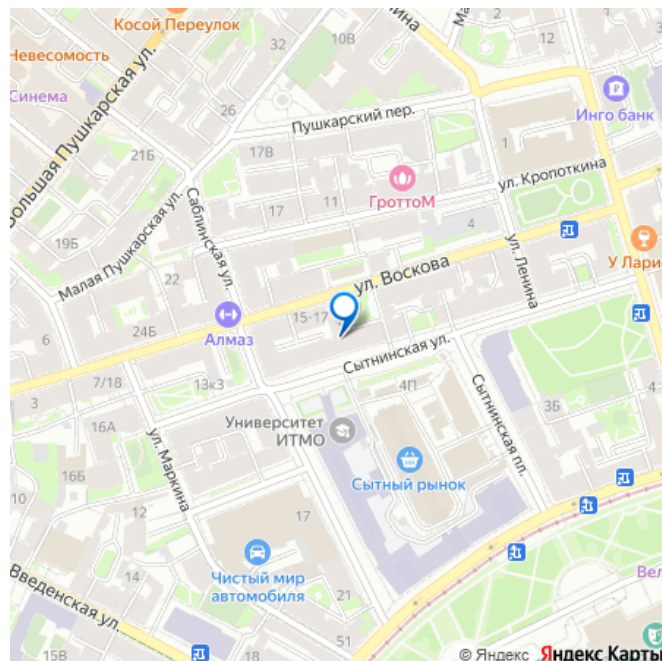 Косой Переулок
32
10В
12
Невесомость
Синема
26
Инго банк
Пушкарский пер.
1
21Б
17В
ул. Кропоткина
ГроттоМ
Большая Пушкарская ул.
Саблинская ул.
17
11
4
19Б
Малая Пушкарская ул.
22
ул. Воскова
ул. Ленина
У Лари
6
24Б
Алмаз
15-17
Сытнинская ул.
7/18
13к3
4П
3
16А
Университет
ИТМО
Сытнинская пл.
3Б
4
ул. Маркина
16Б
Сытный рынок
10
12
17
Чистый мир
автомобиля
14
21
Введенская ул.
Вел
51
15В
18
© Яндекс Яндекс Карты